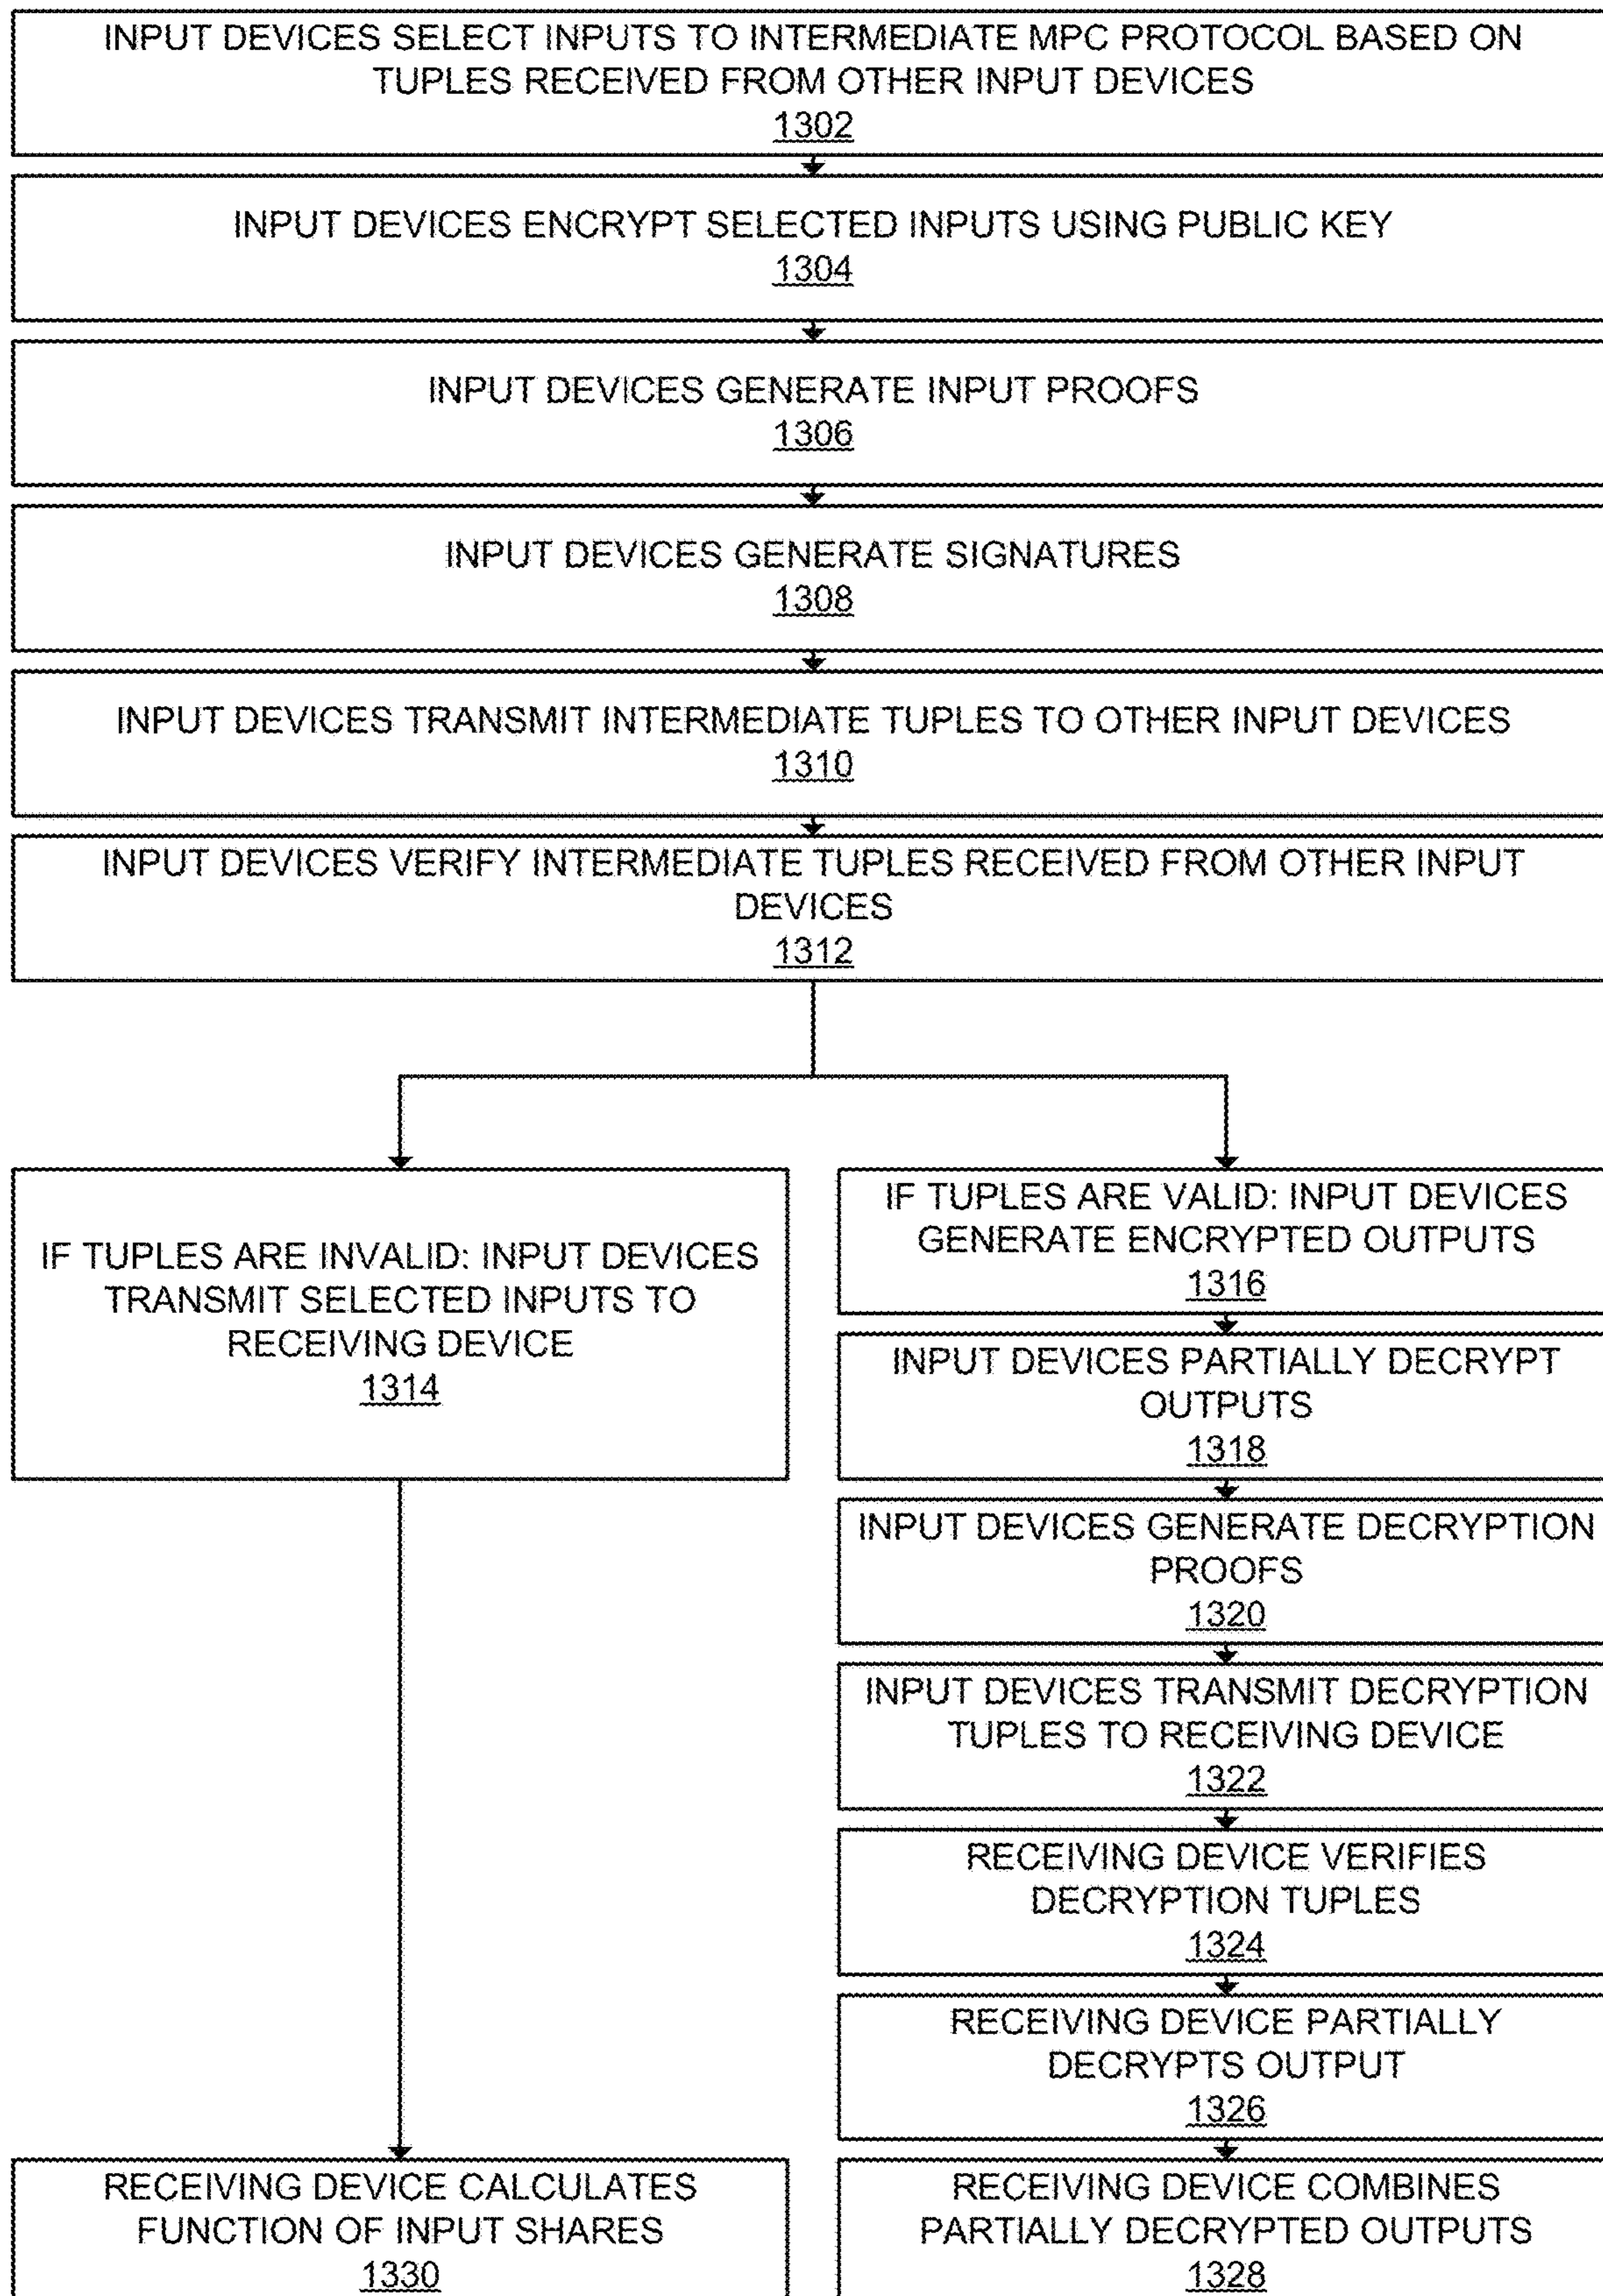 INPUT DEVICES SELECT INPUTS TO INTERMEDIATE MPC PROTOCOL BASED ON
TUPLES RECEIVED FROM OTHER INPUT DEVICES
1302
INPUT DEVICES ENCRYPT SELECTED INPUTS USING PUBLIC KEY
1304
INPUT DEVICES GENERATE INPUT PROOFS
1306
INPUT DEVICES GENERATE SIGNATURES
1308
INPUT DEVICES TRANSMIT INTERMEDIATE TUPLES TO OTHER INPUT DEVICES
1310
INPUT DEVICES VERIFY INTERMEDIATE TUPLES RECEIVED FROM OTHER INPUT
DEVICES
1312
IF TUPLES ARE INVALID: INPUT DEVICES
TRANSMIT SELECTED INPUTS TO
RECEIVING DEVICE
1314
IF TUPLES ARE VALID: INPUT DEVICES
GENERATE ENCRYPTED OUTPUTS
1316
INPUT DEVICES PARTIALLY DECRYPT
OUTPUTS
1318
INPUT DEVICES GENERATE DECRYPTION
PROOFS
1320
INPUT DEVICES TRANSMIT DECRYPTION
TUPLES TO RECEIVING DEVICE
1322
RECEIVING DEVICE VERIFIES
DECRYPTION TUPLES
1324
RECEIVING DEVICE PARTIALLY
DECRYPTS OUTPUT
1326
RECEIVING DEVICE CALCULATES
FUNCTION OF INPUT SHARES
1330
RECEIVING DEVICE COMBINES
PARTIALLY DECRYPTED OUTPUTS
1328